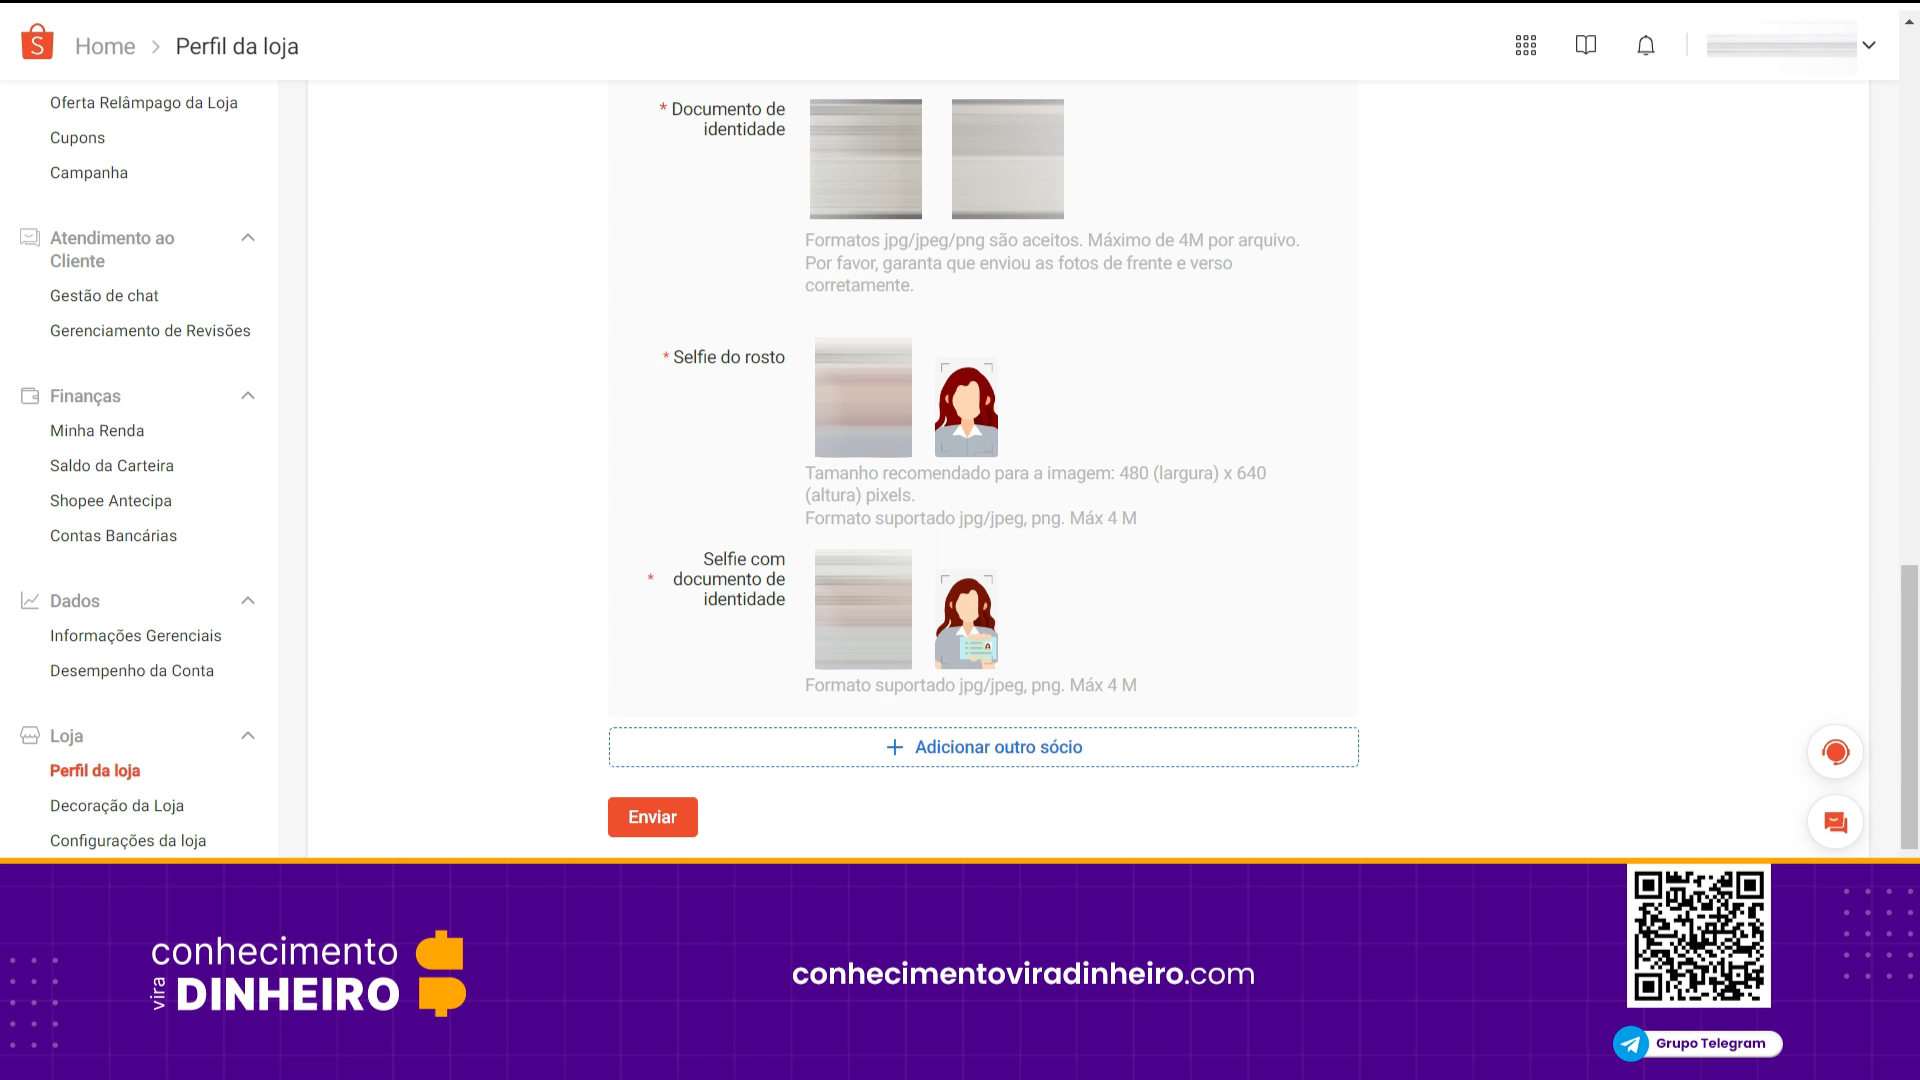 Home > Perfil da loja
Oferta Relâmpago da Loja
Cupons
Campanha
Atendimento ao
Cliente
Gestão de chat
Gerenciamento de Revisões
Finanças
Minha Renda
Saldo da Carteira
Shopee Antecipa
Contas Bancárias
Dados
Informações Gerenciais
Desempenho da Conta
Loja
Perfil da loja
Decoração da Loja
Configurações da loja
* Documento de
identidade
Formatos jpg/jpeg/png são aceitos. Máximo de 4M por arquivo.
Por favor, garanta que enviou as fotos de frente e verso
corretamente.
* Selfie do rosto
Tamanho recomendado para a imagem: 480 (largura) x 640
(altura) pixels.
Formato suportado jpg/jpeg, png. Máx 4 M
Selfie com
* documento de
identidade
Formato suportado jpg/jpeg, png. Máx 4 M
+ Adicionar outro sócio
Enviar
conhecimento
vira DINHEIRO
conhecimentoviradinheiro.com
Grupo Telegram